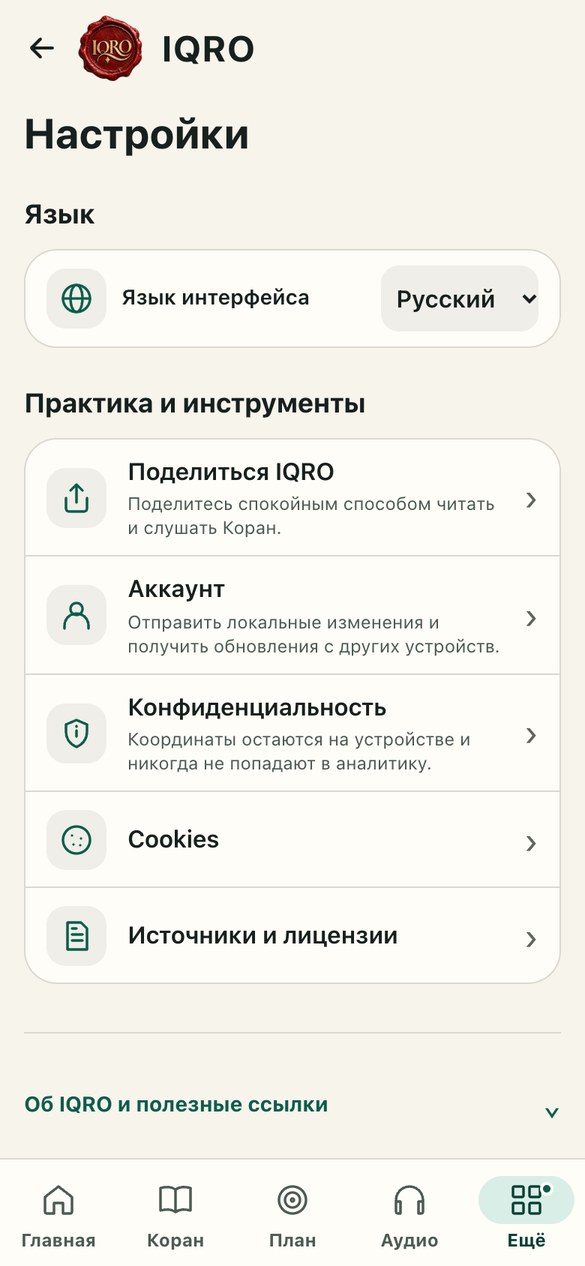 IQRO
IQRO
Настройки
Язык
Язык интерфейса
Русский
Практика и инструменты
Поделиться IQRO
Поделитесь спокойным способом читать
и слушать Коран.
Аккаунт
Отправить локальные изменения и
получить обновления с других устройств.
Конфиденциальность
Координаты остаются на устройстве и
никогда не попадают в аналитику.
Cookies
Источники и лицензии
Об IQRO и полезные ссылки
Главная
Коран
План
Аудио
Ещё